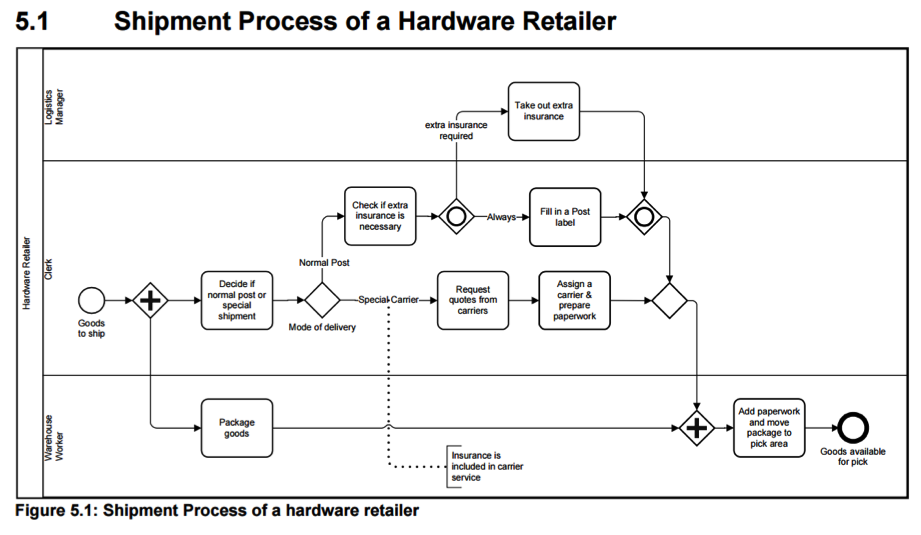 5.1 Shipment Process of a Hardware Retailer
Hardware Retailer
Logistics
Manager
Take out extra
insurance
extra insurance
required
Clerk
Check if extra
insurance is
necessary
Always
Fill in a Post
label
Normal Post
Goods
to ship
Decide if
normal post or
special
shipment
Mode of delivery
Special Carrier
Request
quotes from
carriers
Assign a
carrier &
prepare
paperwork
Warehouse
Worker
Package
goods
Insurance is
included in carrier
service
Add paperwork
and move
package to
pick area
Goods available
for pick
Figure 5.1: Shipment Process of a hardware retailer